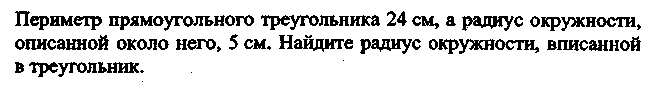 Периметр прямоугольного треугольника 24 см, а радиус окружности,
описанной около него, 5 см. Найдите радиус окружности, вписанной
в треугольник.